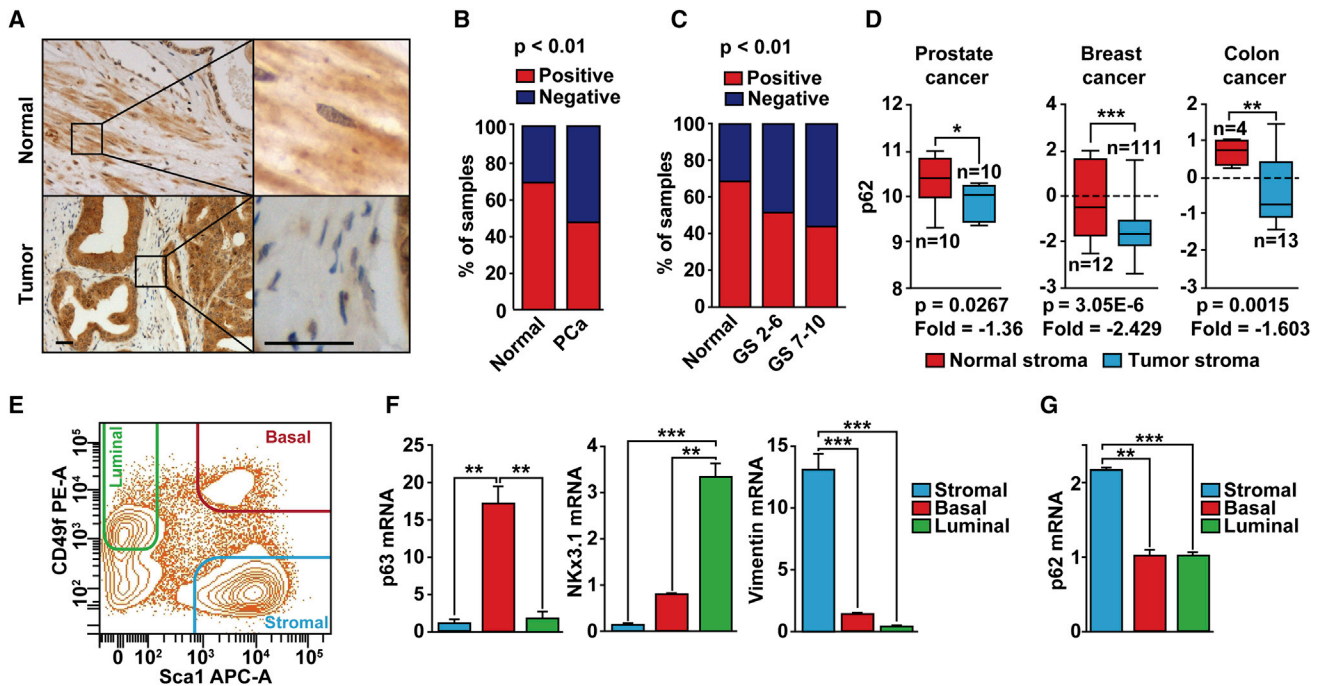 A
Normal
Tumor
B
p < 0.01
Positive
Negative
% of samples
100
80
60
40
20
0
Normal
PCa
C
p < 0.01
Positive
Negative
% of samples
100
80
60
40
20
0
Normal
GS 2-6
GS 7-10
D
Prostate
cancer
p62
12
11
10
9
8
*
n=10
n=10
p = 0.0267
Fold = -1.36
Breast
cancer
4
2
0
-2
-3
***
n=111
n=12
p = 3.05E-6
Fold = -2.429
Colon
cancer
2
1
0
-1
-2
-3
**
n=4
n=13
p = 0.0015
Fold = -1.603
Normal stroma
Tumor stroma
E
CD49f PE-A
10⁵
10⁴
10³
10²
Luminal
Basal
Stromal
0 10² 10³ 10⁴ 10⁵
Sca1 APC-A
F
p63 mRNA
25
20
15
10
5
0
** **
NKx3.1 mRNA
4
3
2
1
0
***
**
Vimentin mRNA
15
10
5
0
***
***
Stromal
Basal
Luminal
G
p62 mRNA
2
1
0
***
**
Stromal
Basal
Luminal